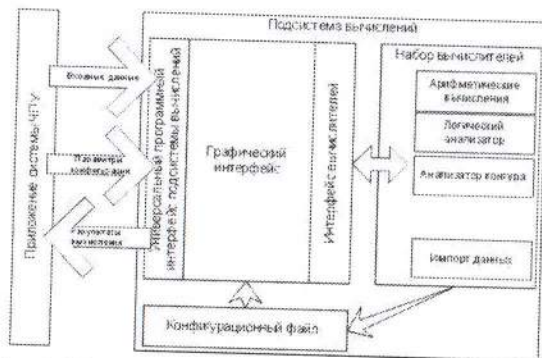 Подсистема вычислений
Приложение системы ЧПУ
Входные данные
Параметры
конфигурации
Результаты
вычисления
Универсальный программный
интерфейс подсистемы вычислений
Графический
интерфейс
Интерфейс вычислителей
Набор вычислителей
Арифметические
вычисления
Логический
анализатор
Анализатор контура
Импорт данных
Конфигурационный файл